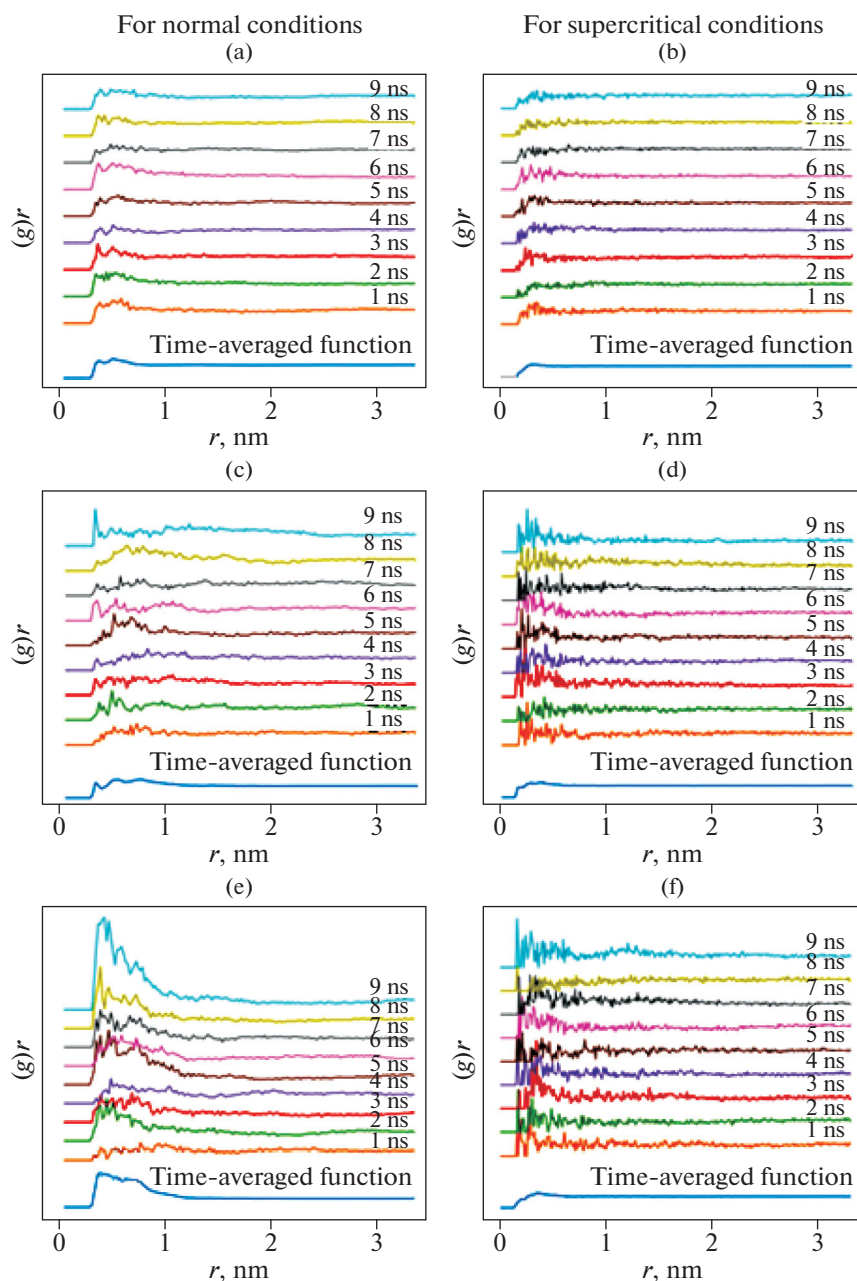 For normal conditions
(a)
For supercritical conditions
(b)
(g)r
9 ns
8 ns
7 ns
6 ns
5 ns
4 ns
3 ns
2 ns
1 ns
Time-averaged function
0
1
2
3
r, nm
(g)r
9 ns
8 ns
7 ns
6 ns
5 ns
4 ns
3 ns
2 ns
1 ns
Time-averaged function
0
1
2
3
r, nm
(c)
(g)r
9 ns
8 ns
7 ns
6 ns
5 ns
4 ns
3 ns
2 ns
1 ns
Time-averaged function
0
1
2
3
r, nm
(d)
(g)r
9 ns
8 ns
7 ns
6 ns
5 ns
4 ns
3 ns
2 ns
1 ns
Time-averaged function
0
1
2
3
r, nm
(e)
(g)r
9 ns
8 ns
7 ns
6 ns
5 ns
4 ns
3 ns
2 ns
1 ns
Time-averaged function
0
1
2
3
r, nm
(f)
(g)r
9 ns
8 ns
7 ns
6 ns
5 ns
4 ns
3 ns
2 ns
1 ns
Time-averaged function
0
1
2
3
r, nm